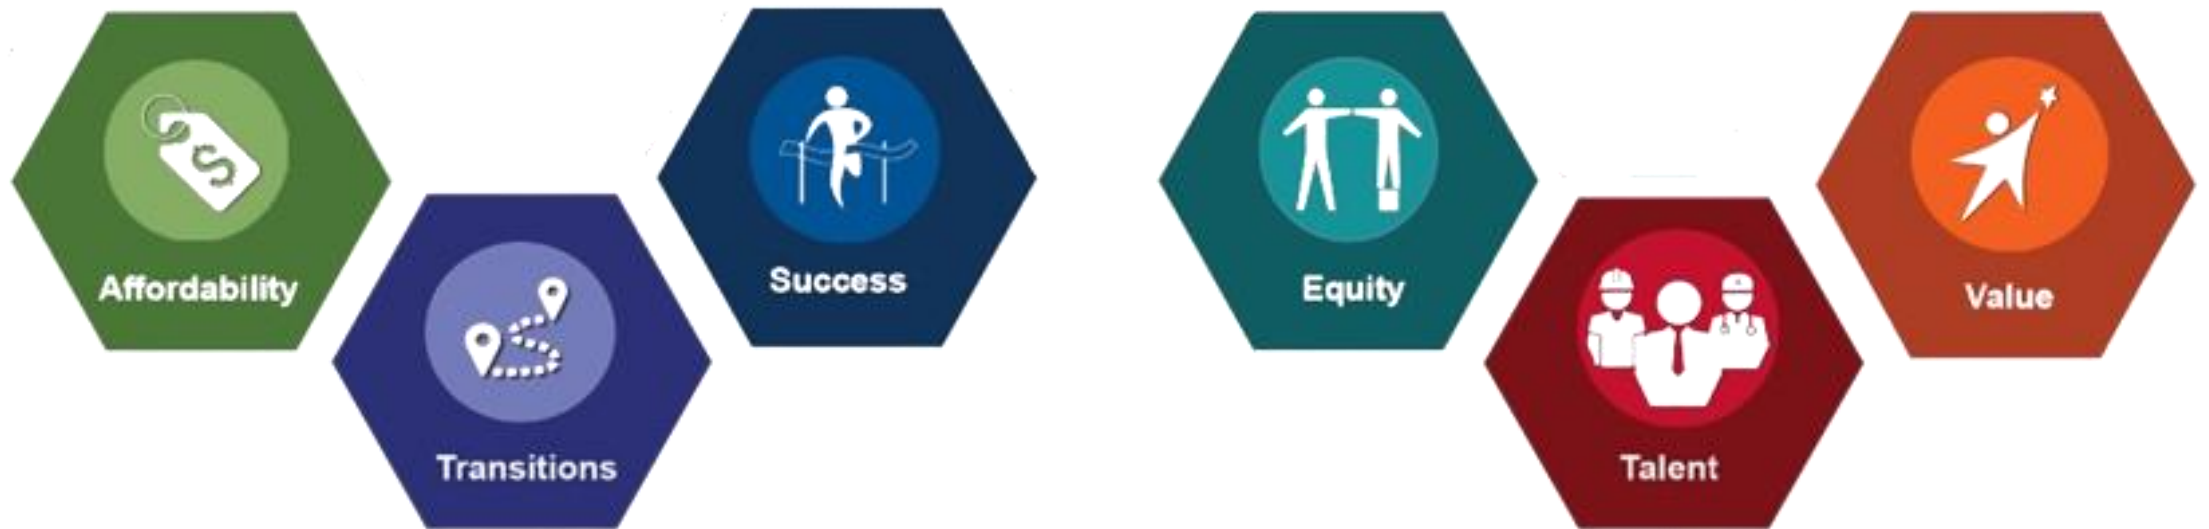 Affordability
Transitions
Success
Equity
Talent
Value